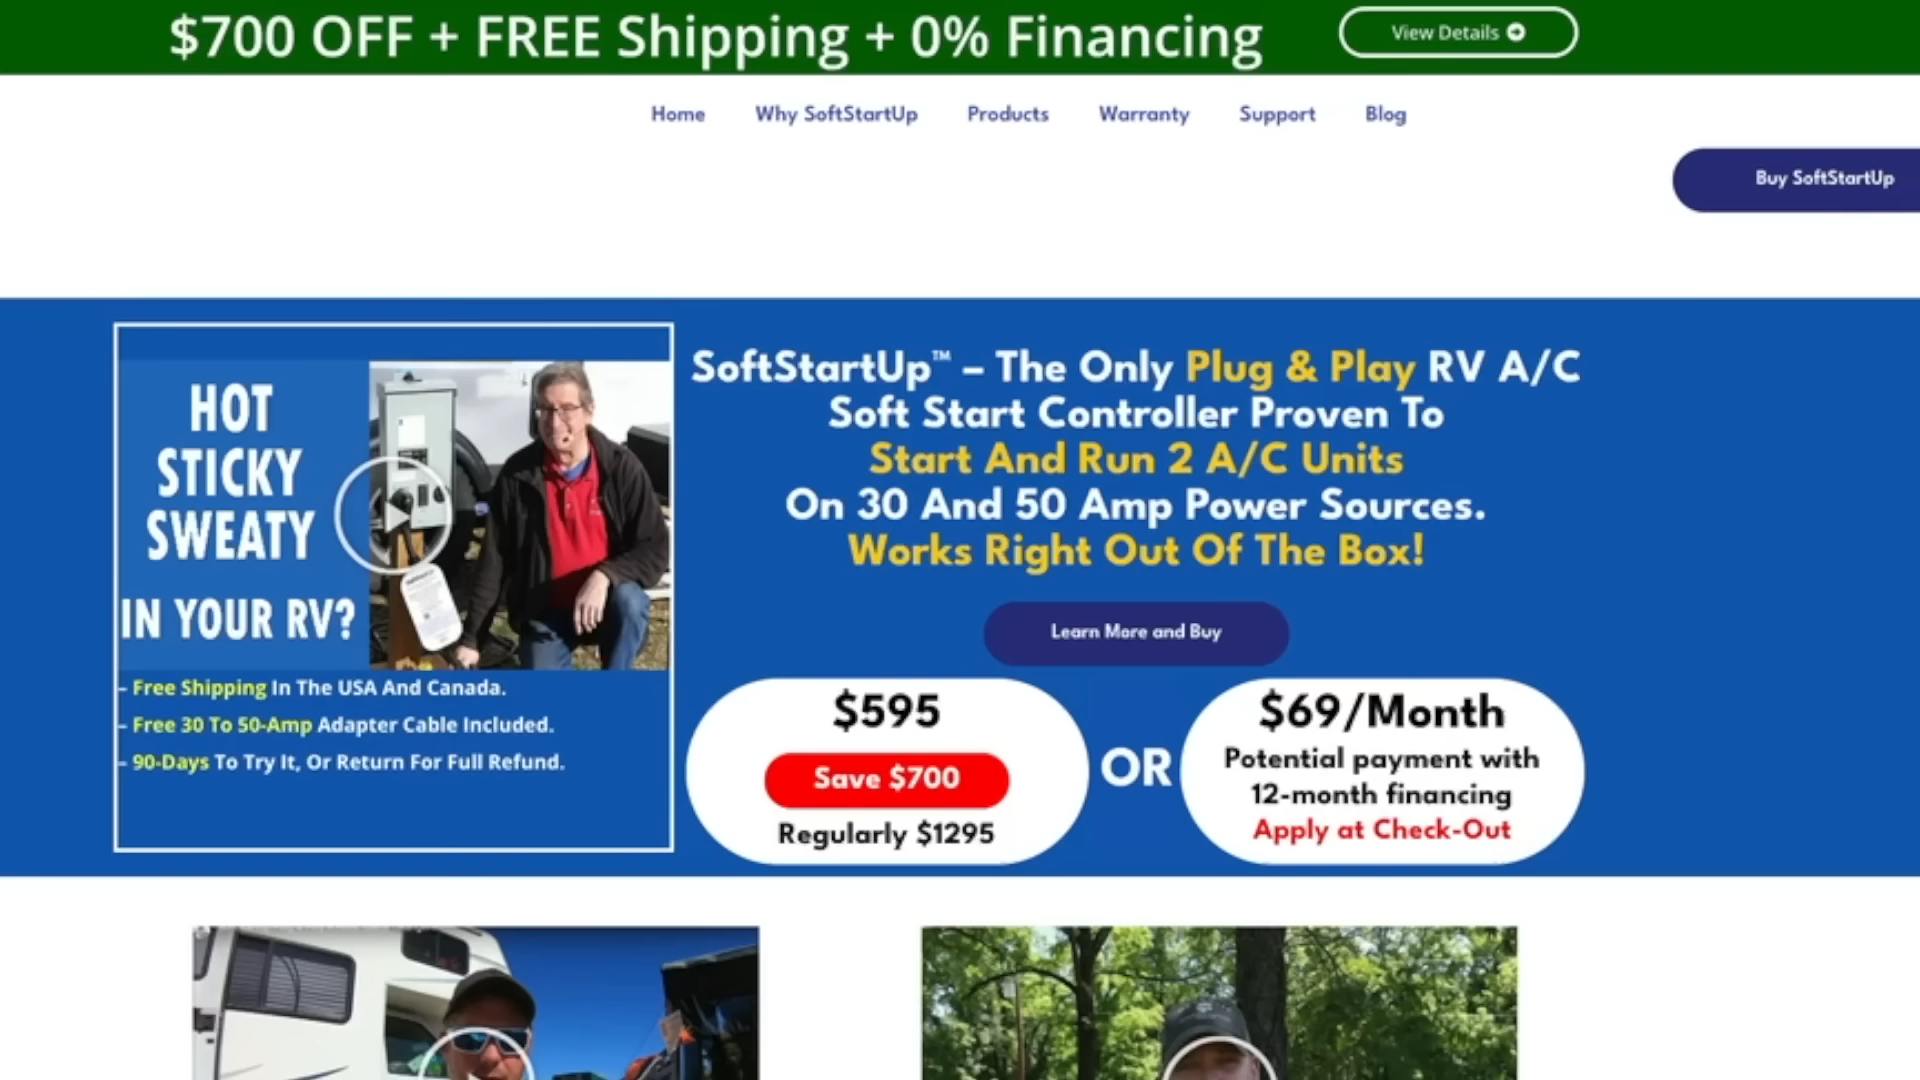 $700 OFF + FREE Shipping + 0% Financing
View Details
Home Why SoftStartUp Products Warranty Support Blog
Buy SoftStartUp
HOT
STICKY
SWEATY
IN YOUR RV?
– Free Shipping In The USA And Canada.
– Free 30 To 50-Amp Adapter Cable Included.
– 90-Days To Try It, Or Return For Full Refund.
SoftStartUp™ – The Only Plug & Play RV A/C
Soft Start Controller Proven To
Start And Run 2 A/C Units
On 30 And 50 Amp Power Sources.
Works Right Out Of The Box!
Learn More and Buy
$595
Save $700
Regularly $1295
OR
$69/Month
Potential payment with
12-month financing
Apply at Check-Out